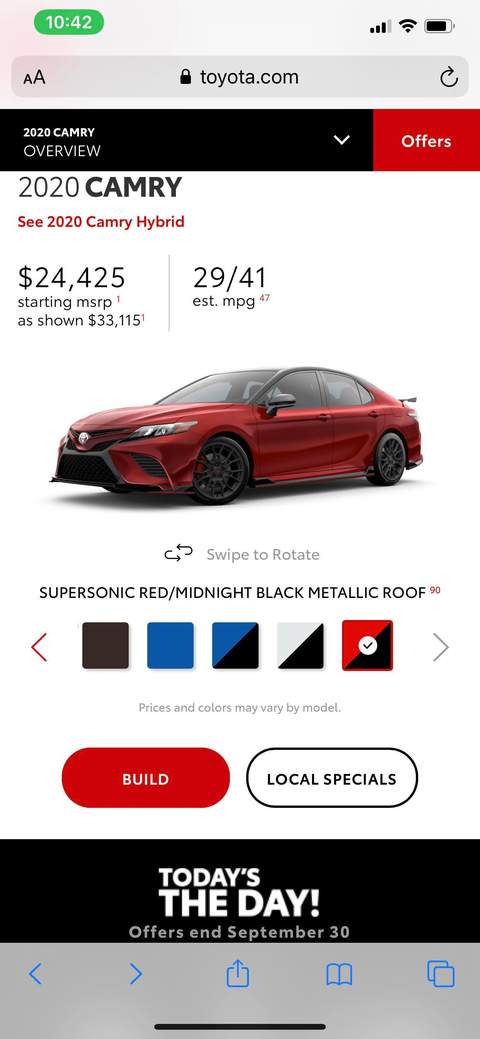 10:42
AA
toyota.com
2020 CAMRY
OVERVIEW
Offers
2020 CAMRY
See 2020 Camry Hybrid
$24,425
starting msrp 1
as shown $33,1151
29/41
est. mpg 47
Swipe to Rotate
SUPERSONIC RED/MIDNIGHT BLACK METALLIC ROOF 90
Prices and colors may vary by model.
BUILD
LOCAL SPECIALS
TODAY'S
THE DAY!
Offers end September 30